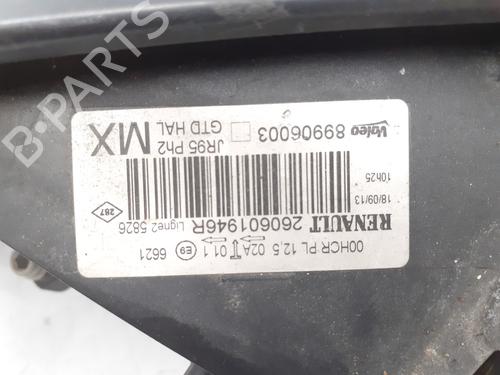 Valeo 89906003 □ GTD HAL MX
JR95 Ph2
10h25
18/09/13
RENAULT 260601946R Ligne2 5826 287
00HCR PL 12.5 02A 01.1 E9 6621